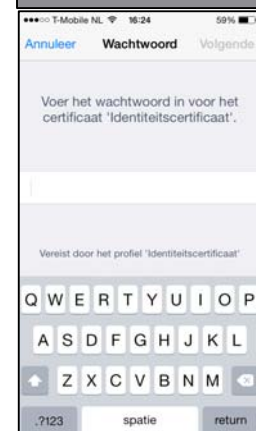 T-Mobile NL 16:24 59%
Annuleer Wachtwoord Volgende
Voer het wachtwoord in voor het
certificaat 'Identiteitscertificaat'.
Vereist door het profiel 'Identiteitscertificaat'
Q W E R T Y U I O P
A S D F G H J K L
Z X C V B N M
.?123 spatie return